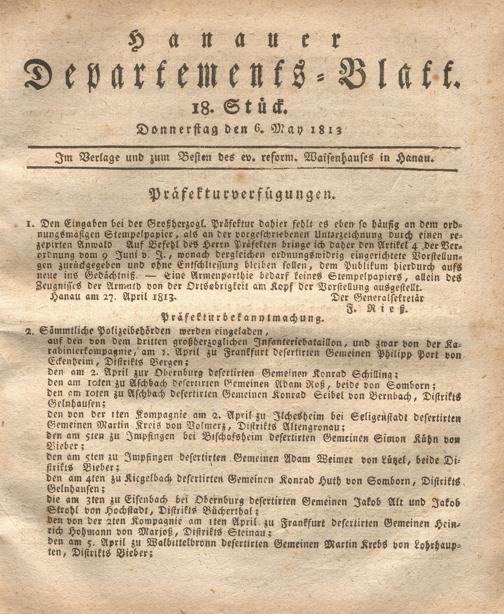 Hanauer
Departements-Blatt.
18. Stück.
Donnerstag den 6. May 1813
Im Verlage und zum Besten des ev. reform. Waisenhauses in Hanau.
Präfekturverfügungen.
1. Den Eingaben bei der Großherzogl. Präfektur dahier fehlt es eben so häufig an dem ord-
nungsmäßigen Stempelpapier, als an der vorgeschriebenen Unterzeichnung durch einen re-
zepirten Anwald Auf Befehl des Herrn Präfekten bringe ich daher den Artikel 4 der Ver-
ordnung vom 9 Juni v. J., wonach dergleichen ordnungswidrig eingerichtete Vorstellun-
gen zurückgegeben und ohne Entschliessung bleiben sollen, dem Publikum hierdurch aufs
neue ins Gedächtniß. — Eine Armenparthie bedarf keines Stempelpapiers, allein des
Zeugnisses der Armuth von der Ortsobrigkeit am Kopf der Vorstellung ausgestellt.
Hanau am 27. April 1813. Der Generalsekretär
F. Rieß.
Präfekturbekanntmachung.
2. Sämmtliche Polizeibehörden werden eingeladen,
auf den von dem dritten großherzoglichen Infanteriebataillon, und zwar von der Ka-
rabinierkompagnie, am 1. April zu Frankfurt desertirten Gemeinen Philipp Port von
Eckenheim, Distrikts Bergen;
den am 2. April zur Obernburg desertirten Gemeinen Konrad Schilling;
den am 10ten zu Aschbach desertirten Gemeinen Adam Roß, beide von Somborn;
den am 10ten zu Aschbach desertirten Gemeinen Konrad Seibel von Bernbach, Distrikts
Gelnhausen;
den von der 1ten Kompagnie am 2. April zu Ilchesheim bei Seligenstadt desertirten
Gemeinen Martin Kreis von Volmerz, Distrikts Altengronau;
den am 5ten zu Impfingen bei Bischofsheim desertirten Gemeinen Simon Kühn von
Bieber;
den am 5ten zu Impfingen desertirten Gemeinen Adam Weimer von Lützel, beide Di-
strikts Bieber;
den am 4ten zu Riegelbach desertirten Gemeinen Konrad Huth von Somborn, Distrikts
Gelnhausen;
die am 3ten zu Eisenbach bei Obernburg desertirten Gemeinen Jakob Alt und Jakob
Strohl von Hochstadt, Distrikts Bücherthal;
den von der 2ten Kompagnie am 1ten April zu Frankfurt desertirten Gemeinen Hein-
rich Hohmann von Marjoß, Distrikts Steinau;
den am 5. April zu Walbittelbronn desertirten Gemeinen Martin Krebs von Lohrhaup-
ten, Distrikts Bieber;